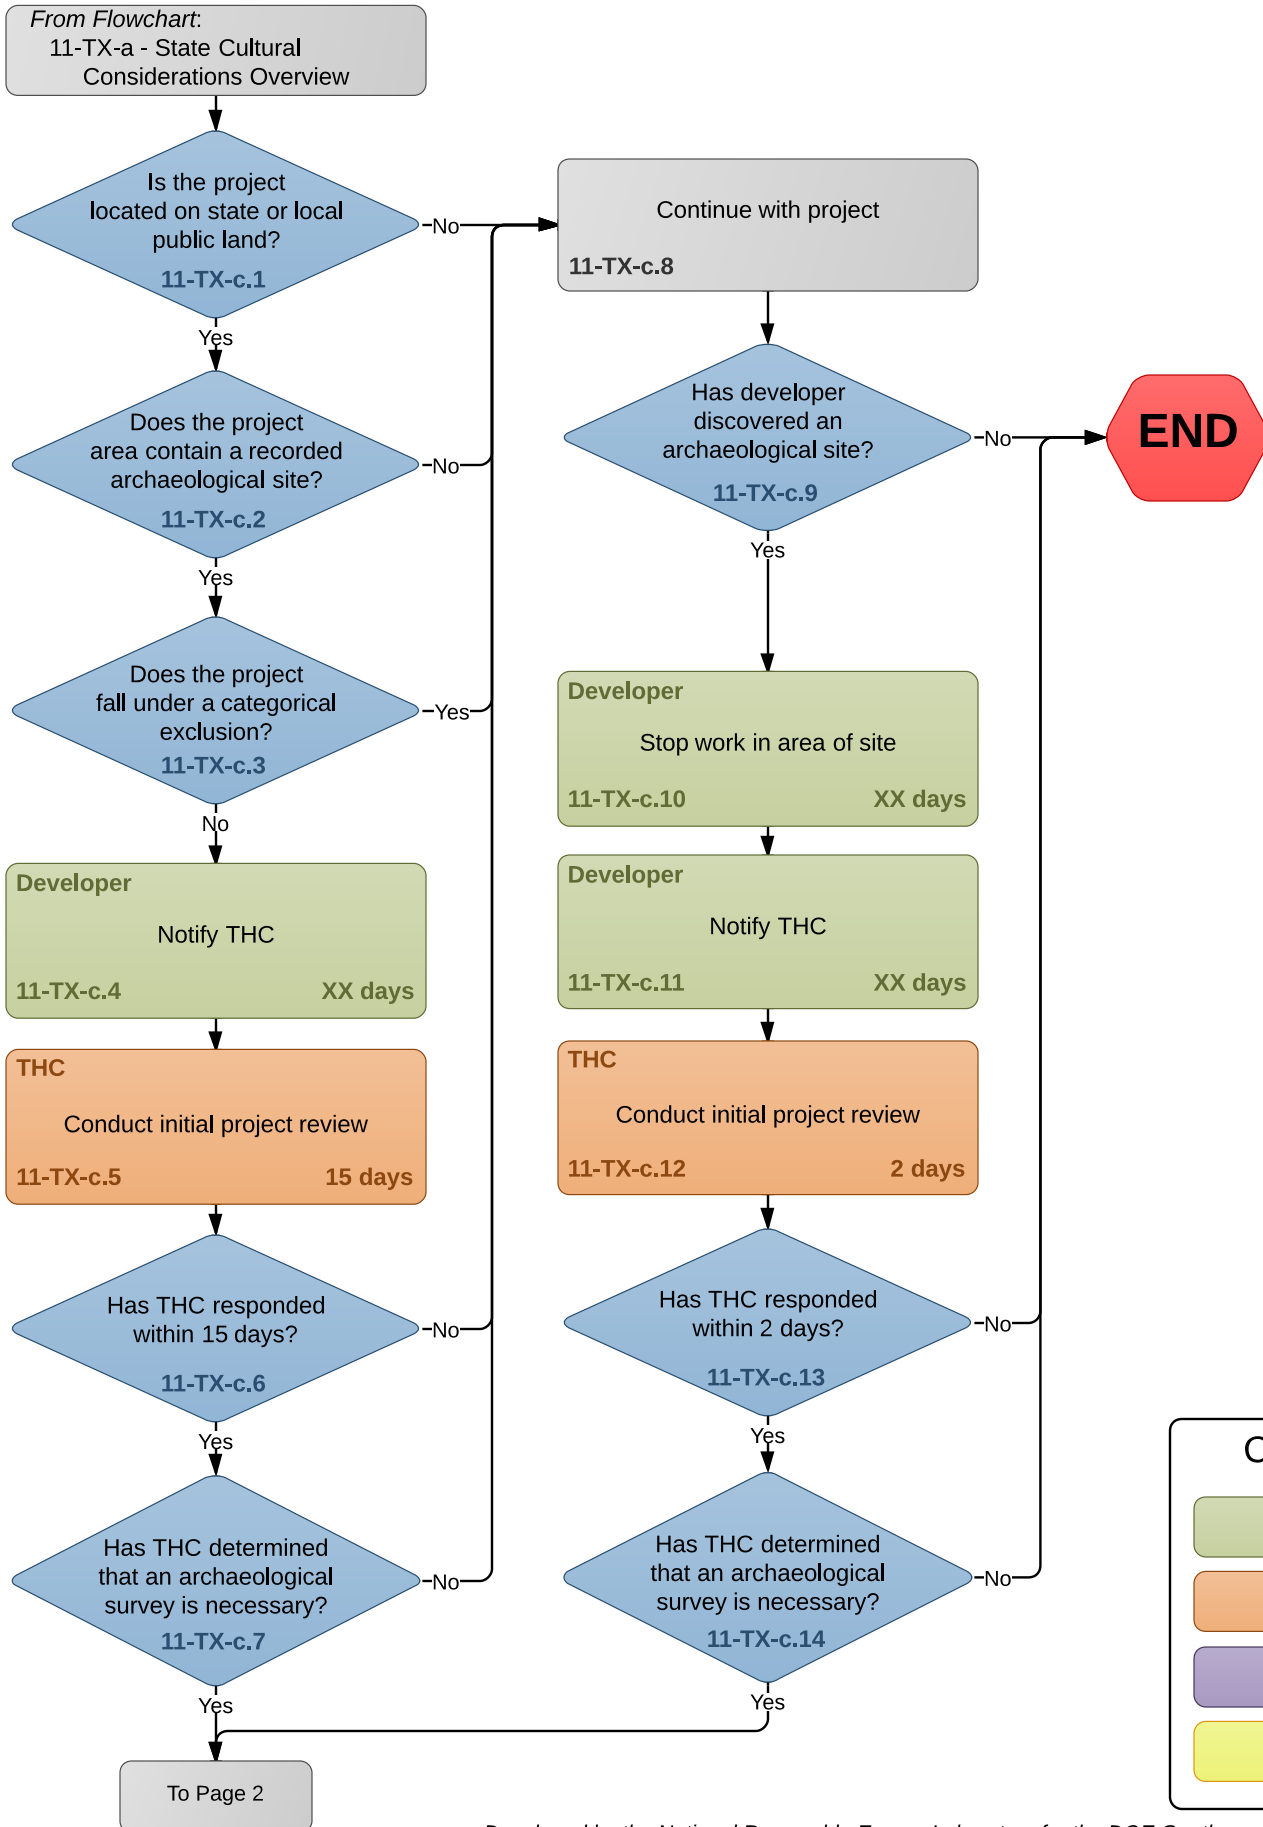 From Flowchart:
11-TX-a - State Cultural
Considerations Overview
Is the project
located on state or local
public land?
11-TX-c.1
No
Yes
Does the project
area contain a recorded
archaeological site?
11-TX-c.2
No
Yes
Does the project
fall under a categorical
exclusion?
11-TX-c.3
Yes
No
Developer
Notify THC
11-TX-c.4 XX days
THC
Conduct initial project review
11-TX-c.5 15 days
Has THC responded
within 15 days?
11-TX-c.6
No
Yes
Has THC determined
that an archaeological
survey is necessary?
11-TX-c.7
No
Yes
To Page 2
Continue with project
11-TX-c.8
Has developer
discovered an
archaeological site?
11-TX-c.9
No
Yes
END
Developer
Stop work in area of site
11-TX-c.10 XX days
Developer
Notify THC
11-TX-c.11 XX days
THC
Conduct initial project review
11-TX-c.12 2 days
Has THC responded
within 2 days?
11-TX-c.13
No
Yes
Has THC determined
that an archaeological
survey is necessary?
11-TX-c.14
No
Yes